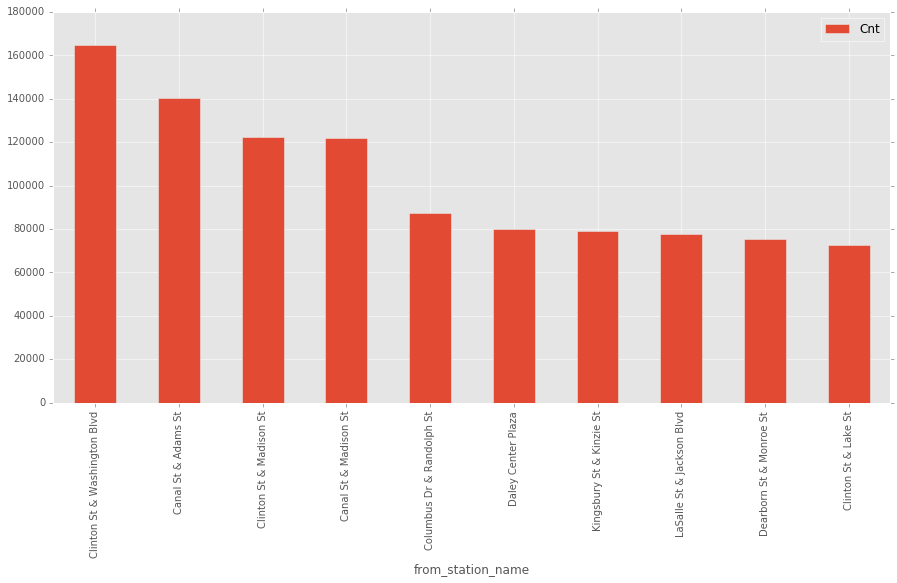 180000
160000
140000
120000
100000
80000
60000
40000
20000
0
Cnt
Clinton St & Washington Blvd
Canal St & Adams St
Clinton St & Madison St
Canal St & Madison St
Columbus Dr & Randolph St
Daley Center Plaza
Kingsbury St & Kinzie St
LaSalle St & Jackson Blvd
Dearborn St & Monroe St
Clinton St & Lake St
from_station_name